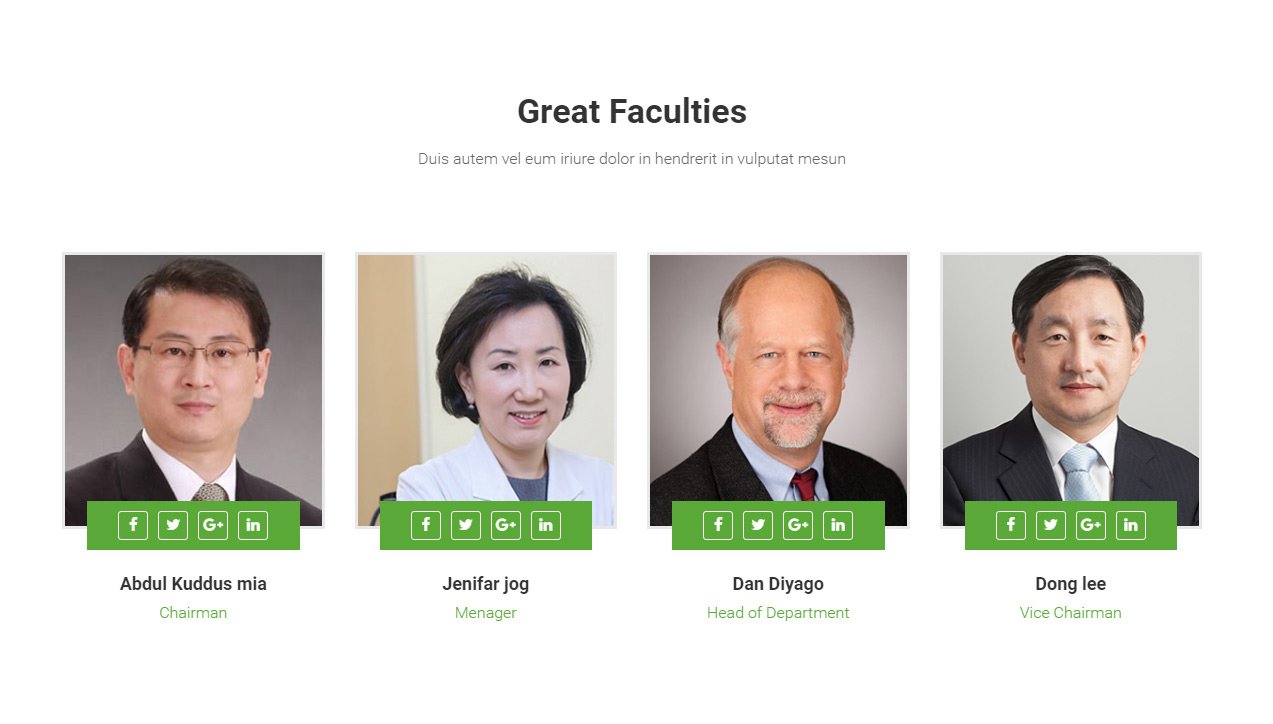 Great Faculties
Duis autem vel eum iriure dolor in hendrerit in vulputat mesun
f G+ in f G+ in f G+ in f G+ in
Abdul Kuddus mia Jenifar jog Dan Diyago Dong lee
Chairman Menager Head of Department Vice Chairman